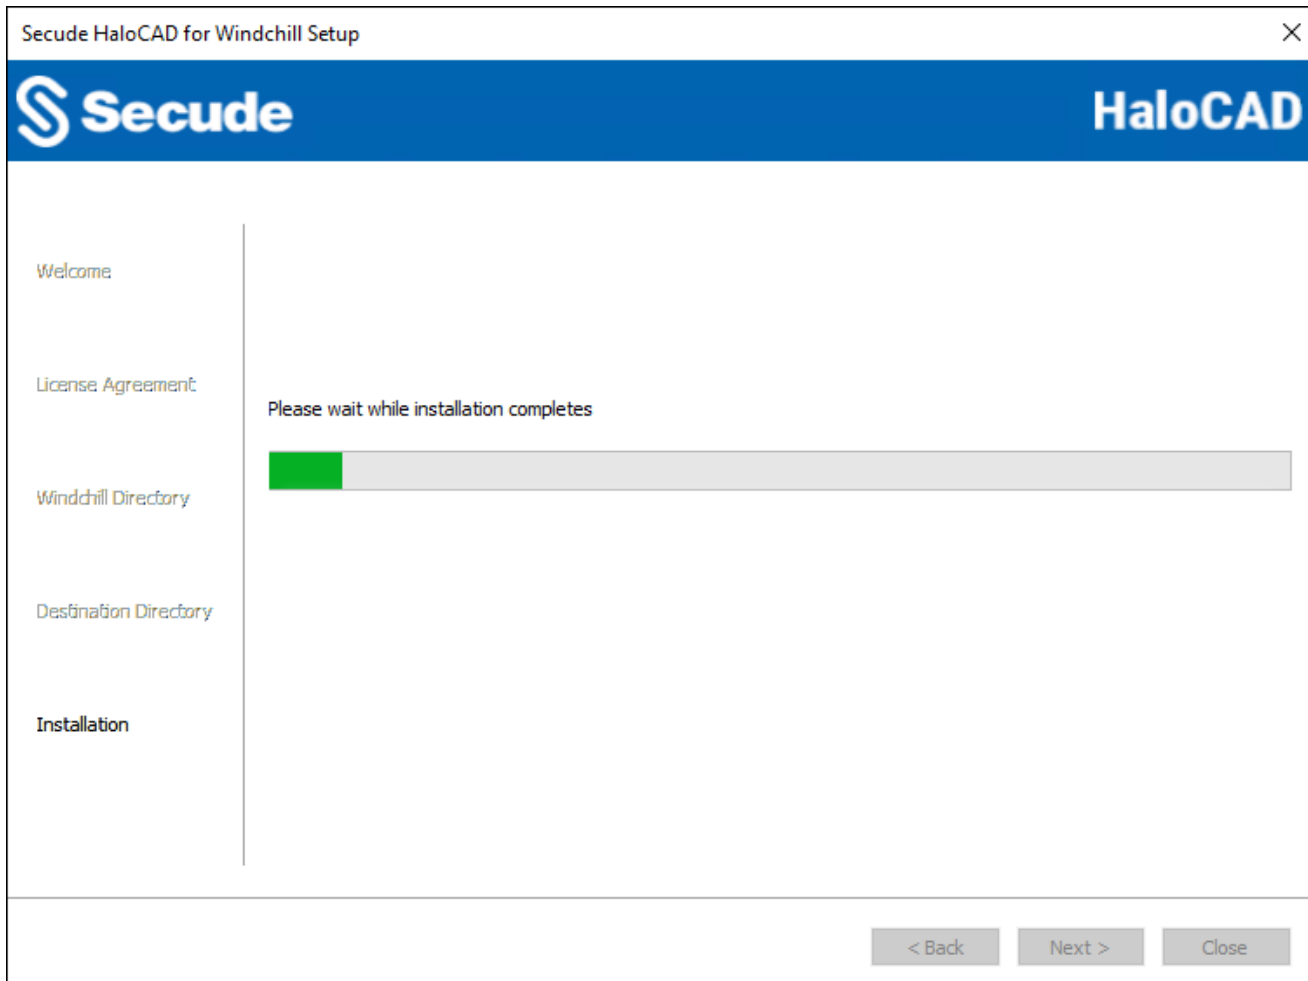 Secude HaloCAD for Windchill Setup
Secude
HaloCAD
Welcome
License Agreement
Please wait while installation completes
Windchill Directory
Destination Directory
Installation
< Back
Next >
Close